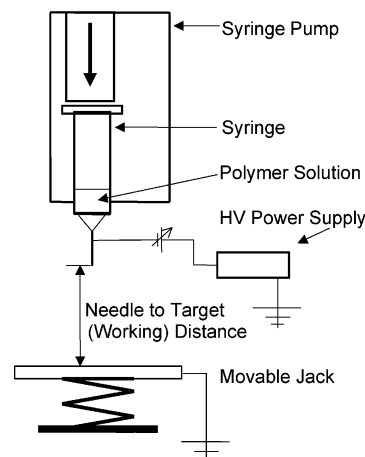 Syringe Pump
Syringe
Polymer Solution
HV Power Supply
Needle to Target
(Working) Distance
Movable Jack